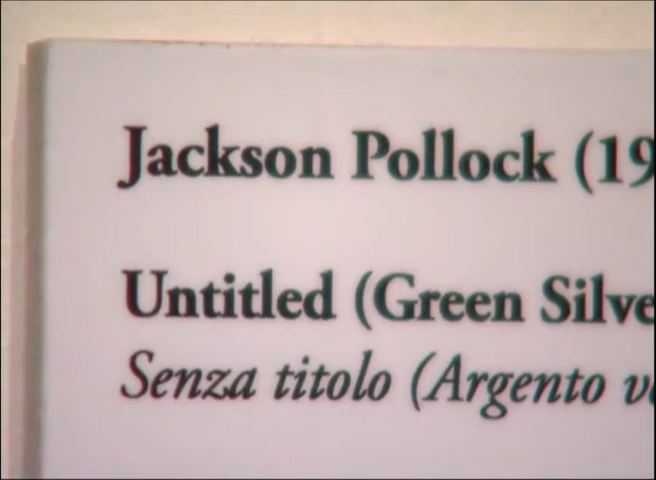 Jackson Pollock (19
Untitled (Green Silve
Senza titolo (Argento v